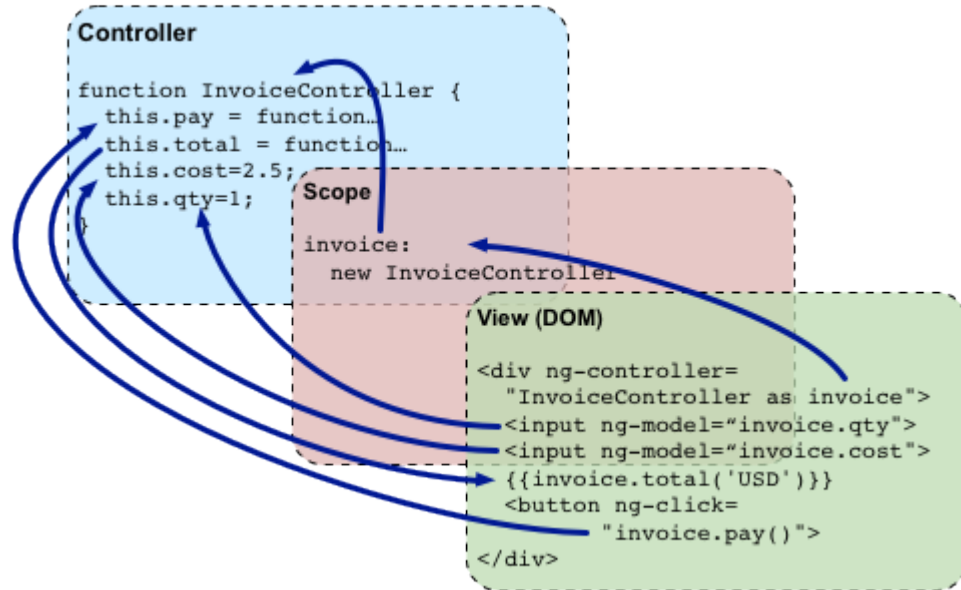 Controller
function InvoiceController {
this.pay = function…
this.total = function…
this.cost=2.5;
this.qty=1;
}
Scope
invoice:
new InvoiceController
View (DOM)
<div ng-controller=
"InvoiceController as invoice">
<input ng-model=“invoice.qty">
<input ng-model=“invoice.cost">
{{invoice.total('USD')}}
<button ng-click=
"invoice.pay()">
</div>